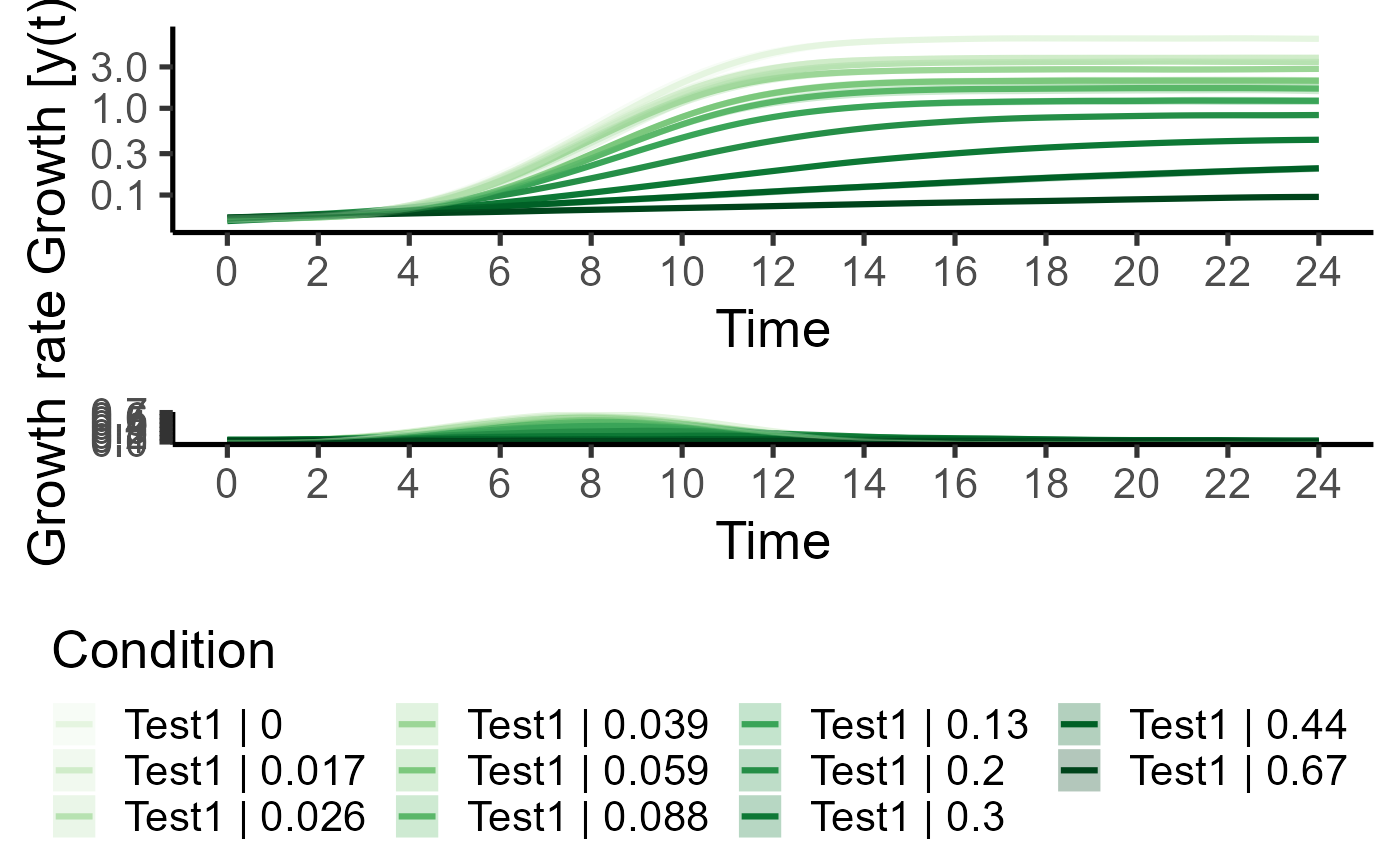 Growth [y(t)
3.0
1.0
0.3
0.1
0 2 4 6 8 10 12 14 16 18 20 22 24
Time
Growth rate
0 2 4 6 8 10 12 14 16 18 20 22 24
Time
Condition
Test1 | 0 Test1 | 0.039 Test1 | 0.13 Test1 | 0.44
Test1 | 0.017 Test1 | 0.059 Test1 | 0.2 Test1 | 0.67
Test1 | 0.026 Test1 | 0.088 Test1 | 0.3